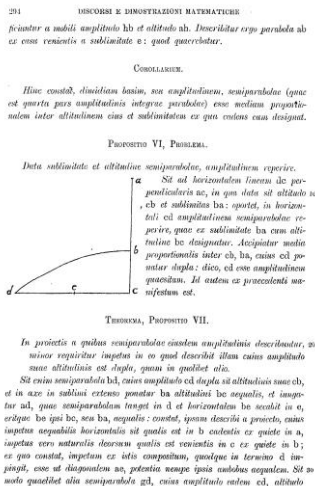 294 DISCORSI E DIMOSTRAZIONI MATEMATICHE
ficiuntur a mobili amplitudo hb et altitudo ah. Describitur ergo parabola ab
ex casu venientis a sublimitate e: quod quaerebatur.
COROLLARIUM.
Hinc constat, dimidiam basim, seu amplitudinem, semiparabolae (quae
est quarta pars amplitudinis integrae parabolae) esse mediam proportio-
nalem inter altitudinem eius et sublimitatem ex qua cadens eam designat.
PROPOSITIO VI, PROBLEMA.
Data sublimitate et altitudine semiparabolae, amplitudinem reperire.
Sit ad horizontalem lineam dc per-
pendicularis ac, in qua data sit altitudo
cb et sublimitas ba: oportet, in horizon-
tali cd amplitudinem semiparabolae re-
perire, quae ex sublimitate ba cum alti-
tudine bc designatur. Accipiatur media
proportionalis inter cb, ba, cuius cd po-
natur dupla: dico, cd esse amplitudinem
quaesitam. Id autem ex praecedenti ma-
nifestum est.
a
b
d
e
c
THEOREMA, PROPOSITIO VII.
In proiectis a quibus semiparabolae eiusdem amplitudinis describuntur,
minor requiritur impetus in eo quod describit illam cuius amplitudo
suae altitudinis est dupla, quam in quolibet alio.
Sit enim semiparabola bd, cuius amplitudo cd dupla sit altitudinis suae cb,
et in axe in sublimi extenso ponatur ba altitudini bc aequalis, et iunga-
tur ad, quae semiparabolam tanget in d et horizontalem be secabit in e,
eritque be ipsi bc, seu ba, aequalis: constat, ipsam describi a proiecto, cuius
impetus aequabilis horizontalis sit qualis est in b cadentis ex quiete in a,
impetus vero naturalis deorsum qualis est venientis in c ex quiete in b;
ex quo constat, impetum ex istis compositum, quodque in termino d im-
pingit, esse ut diagonalem ae, potentia nempe ipsis ambobus aequalem. Sit
modo quaelibet alia semiparabola gd, cuius amplitudo eadem cd, altitudo